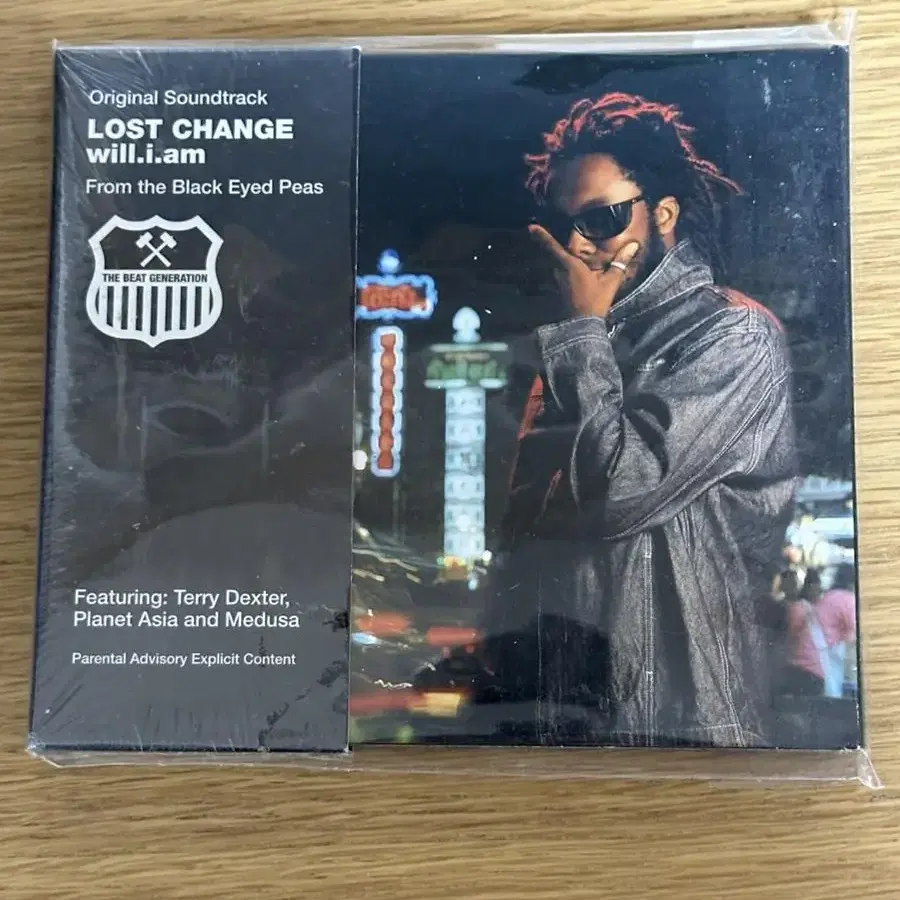 Original Soundtrack
LOST CHANGE
will.i.am
From the Black Eyed Peas
THE BEAT GENERATION
Featuring: Terry Dexter,
Planet Asia and Medusa
Parental Advisory Explicit Content